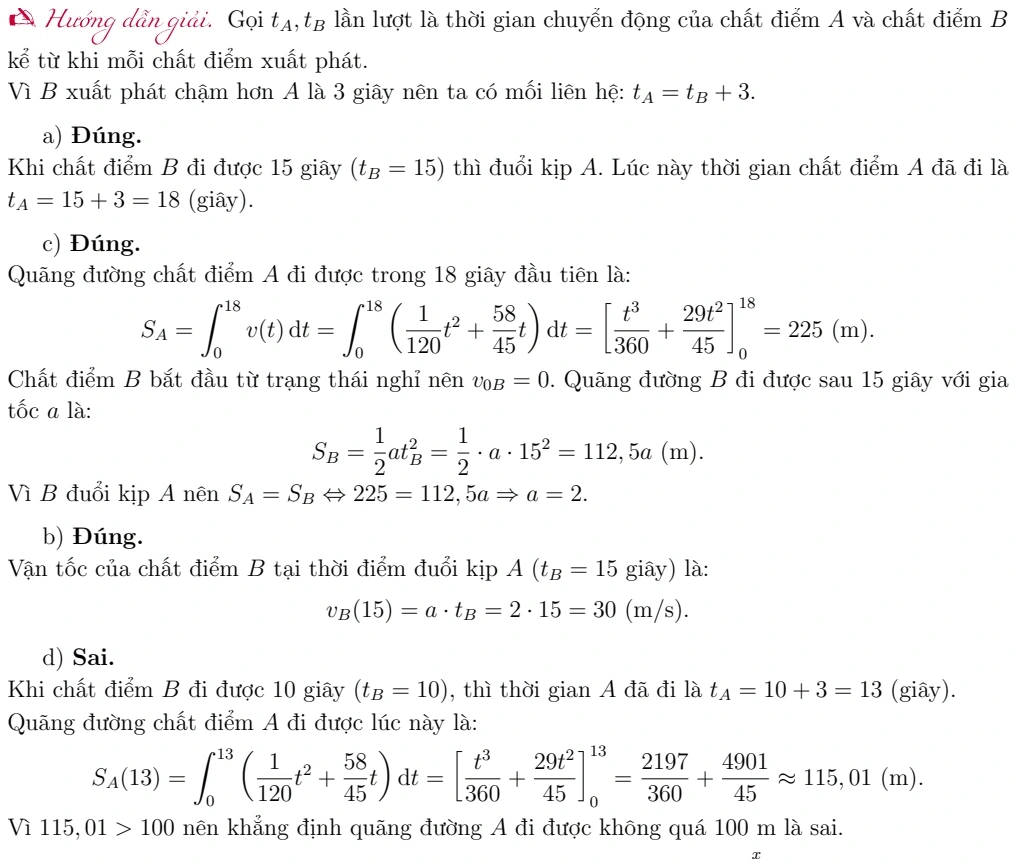 Hướng dẫn giải. Gọi $t_A, t_B$ lần lượt là thời gian chuyển động của chất điểm $A$ và chất điểm $B$
kể từ khi mỗi chất điểm xuất phát.
Vì $B$ xuất phát chậm hơn $A$ là 3 giây nên ta có mối liên hệ: $t_A = t_B + 3$.
a) Đúng.
Khi chất điểm $B$ đi được 15 giây ($t_B = 15$) thì đuổi kịp $A$. Lúc này thời gian chất điểm $A$ đã đi là
$t_A = 15 + 3 = 18$ (giây).
c) Đúng.
Quãng đường chất điểm $A$ đi được trong 18 giây đầu tiên là:
$S_A = \int_0^{18} v(t)\,\mathrm{d}t = \int_0^{18} \left(\frac{1}{120}t^2 + \frac{58}{45}t\right) \mathrm{d}t = \left[\frac{t^3}{360} + \frac{29t^2}{45}\right]_0^{18} = 225$ (m).
Chất điểm $B$ bắt đầu từ trạng thái nghỉ nên $v_{0B} = 0$. Quãng đường $B$ đi được sau 15 giây với gia
tốc $a$ là:
$S_B = \frac{1}{2}at_B^2 = \frac{1}{2} \cdot a \cdot 15^2 = 112,5a$ (m).
Vì $B$ đuổi kịp $A$ nên $S_A = S_B \Leftrightarrow 225 = 112,5a \Rightarrow a = 2$.
b) Đúng.
Vận tốc của chất điểm $B$ tại thời điểm đuổi kịp $A$ ($t_B = 15$ giây) là:
$v_B(15) = a \cdot t_B = 2 \cdot 15 = 30$ (m/s).
d) Sai.
Khi chất điểm $B$ đi được 10 giây ($t_B = 10$), thì thời gian $A$ đã đi là $t_A = 10 + 3 = 13$ (giây).
Quãng đường chất điểm $A$ đi được lúc này là:
$S_A(13) = \int_0^{13} \left(\frac{1}{120}t^2 + \frac{58}{45}t\right) \mathrm{d}t = \left[\frac{t^3}{360} + \frac{29t^2}{45}\right]_0^{13} = \frac{2197}{360} + \frac{4901}{45} \approx 115,01$ (m).
Vì $115,01 > 100$ nên khẳng định quãng đường $A$ đi được không quá 100 m là sai.
$x$